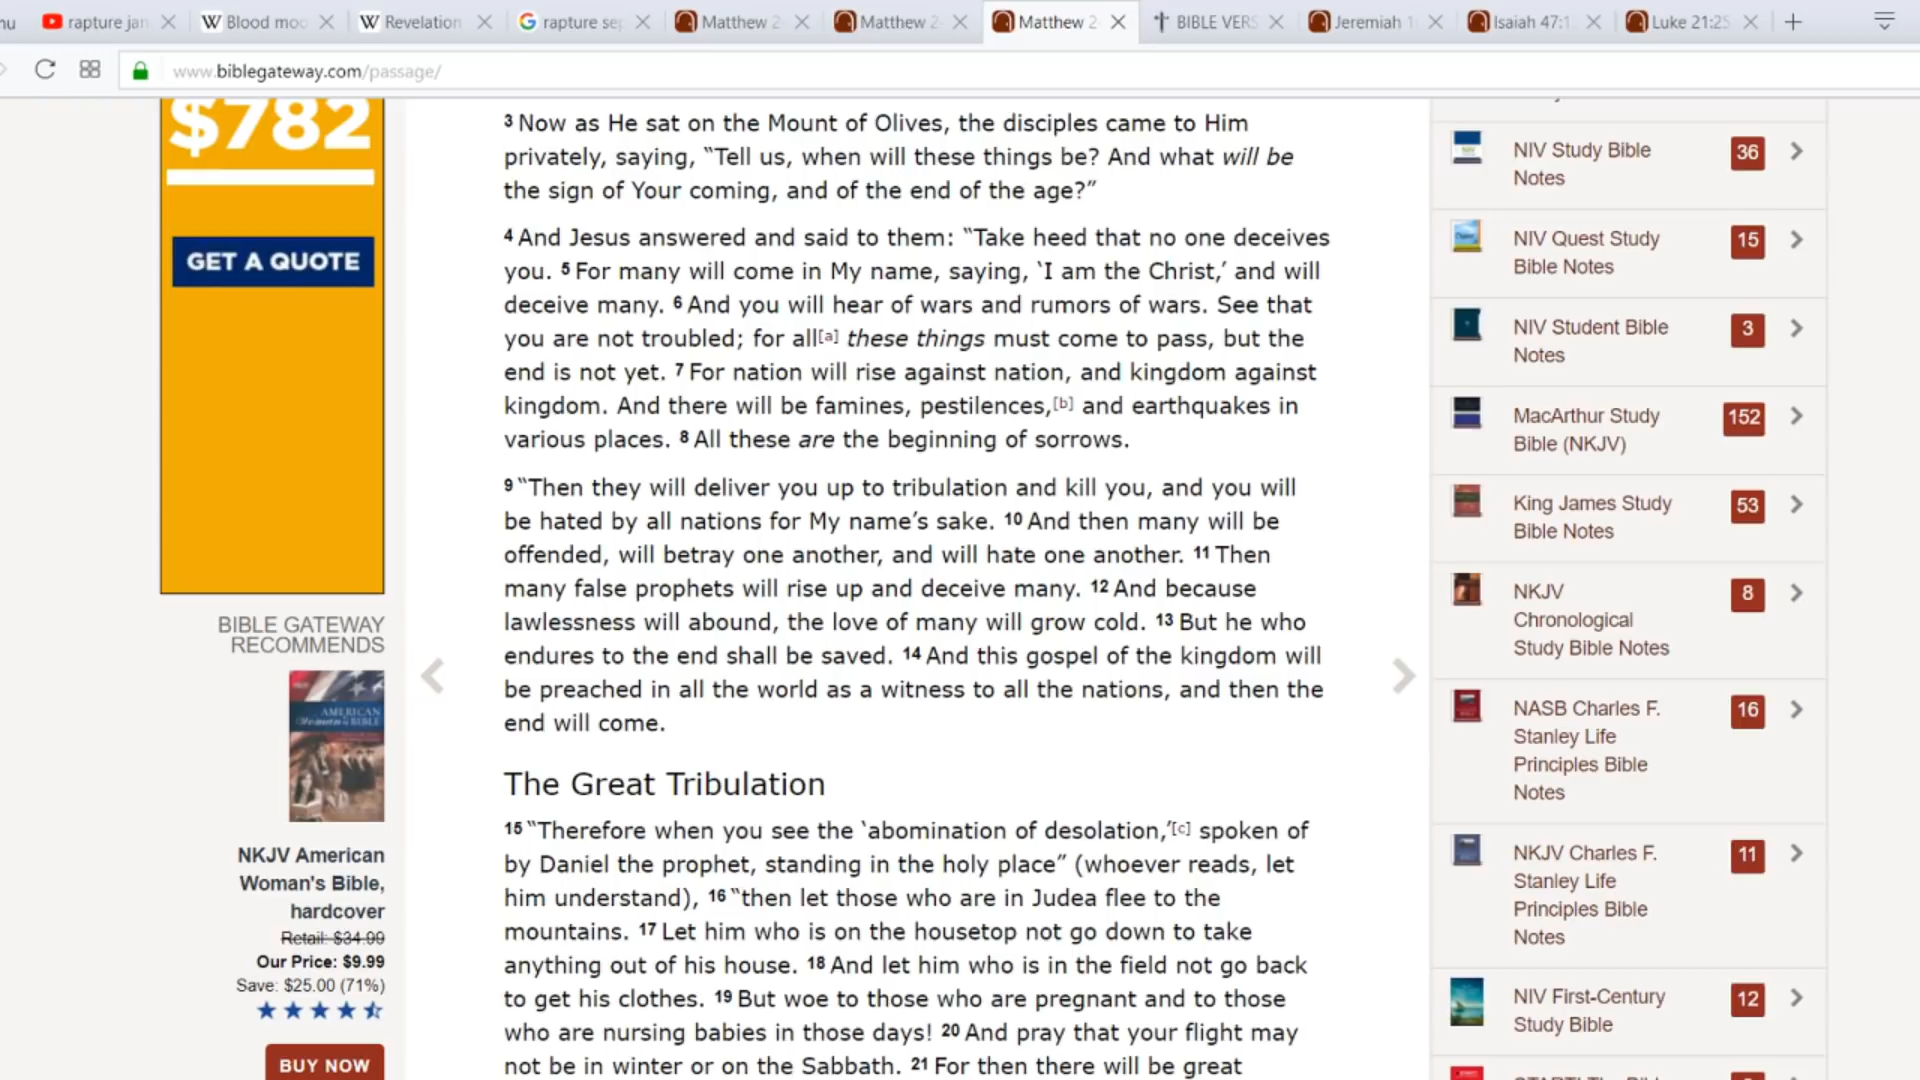 nu
rapture jan
Blood moo
Revelation
rapture sep
Matthew 2
Matthew 2
Matthew 2
BIBLE VERS
Jeremiah 1
Isaiah 47:1
Luke 21:25
www.biblegateway.com/passage/
$782
GET A QUOTE
BIBLE GATEWAY
RECOMMENDS
AMERICAN
Woman's BIBLE
NKJV American
Woman's Bible,
hardcover
Retail: $34.99
Our Price: $9.99
Save: $25.00 (71%)
BUY NOW
3 Now as He sat on the Mount of Olives, the disciples came to Him
privately, saying, “Tell us, when will these things be? And what will be
the sign of Your coming, and of the end of the age?”
4 And Jesus answered and said to them: “Take heed that no one deceives
you. 5 For many will come in My name, saying, ‘I am the Christ,’ and will
deceive many. 6 And you will hear of wars and rumors of wars. See that
you are not troubled; for all[a] these things must come to pass, but the
end is not yet. 7 For nation will rise against nation, and kingdom against
kingdom. And there will be famines, pestilences,[b] and earthquakes in
various places. 8 All these are the beginning of sorrows.
9 “Then they will deliver you up to tribulation and kill you, and you will
be hated by all nations for My name’s sake. 10 And then many will be
offended, will betray one another, and will hate one another. 11 Then
many false prophets will rise up and deceive many. 12 And because
lawlessness will abound, the love of many will grow cold. 13 But he who
endures to the end shall be saved. 14 And this gospel of the kingdom will
be preached in all the world as a witness to all the nations, and then the
end will come.
The Great Tribulation
15 “Therefore when you see the ‘abomination of desolation,’[c] spoken of
by Daniel the prophet, standing in the holy place” (whoever reads, let
him understand), 16 “then let those who are in Judea flee to the
mountains. 17 Let him who is on the housetop not go down to take
anything out of his house. 18 And let him who is in the field not go back
to get his clothes. 19 But woe to those who are pregnant and to those
who are nursing babies in those days! 20 And pray that your flight may
not be in winter or on the Sabbath. 21 For then there will be great
NIV Study Bible
Notes
36
NIV Quest Study
Bible Notes
15
NIV Student Bible
Notes
3
MacArthur Study
Bible (NKJV)
152
King James Study
Bible Notes
53
NKJV
Chronological
Study Bible Notes
8
NASB Charles F.
Stanley Life
Principles Bible
Notes
16
NKJV Charles F.
Stanley Life
Principles Bible
Notes
11
NIV First-Century
Study Bible
12